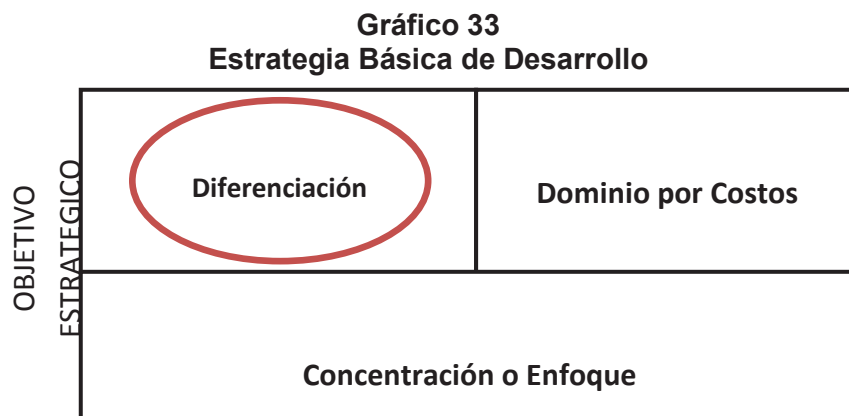 Gráfico 33
Estrategia Básica de Desarrollo
OBJETIVO
ESTRATEGICO
Diferenciación
Dominio por Costos
Concentración o Enfoque